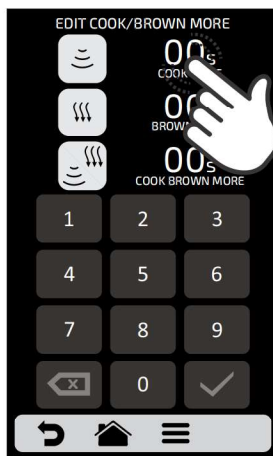 EDIT COOK/BROWN MORE
00s
COOK
00
BROWN
00s
COOK BROWN MORE
1 2 3
4 5 6
7 8 9
0